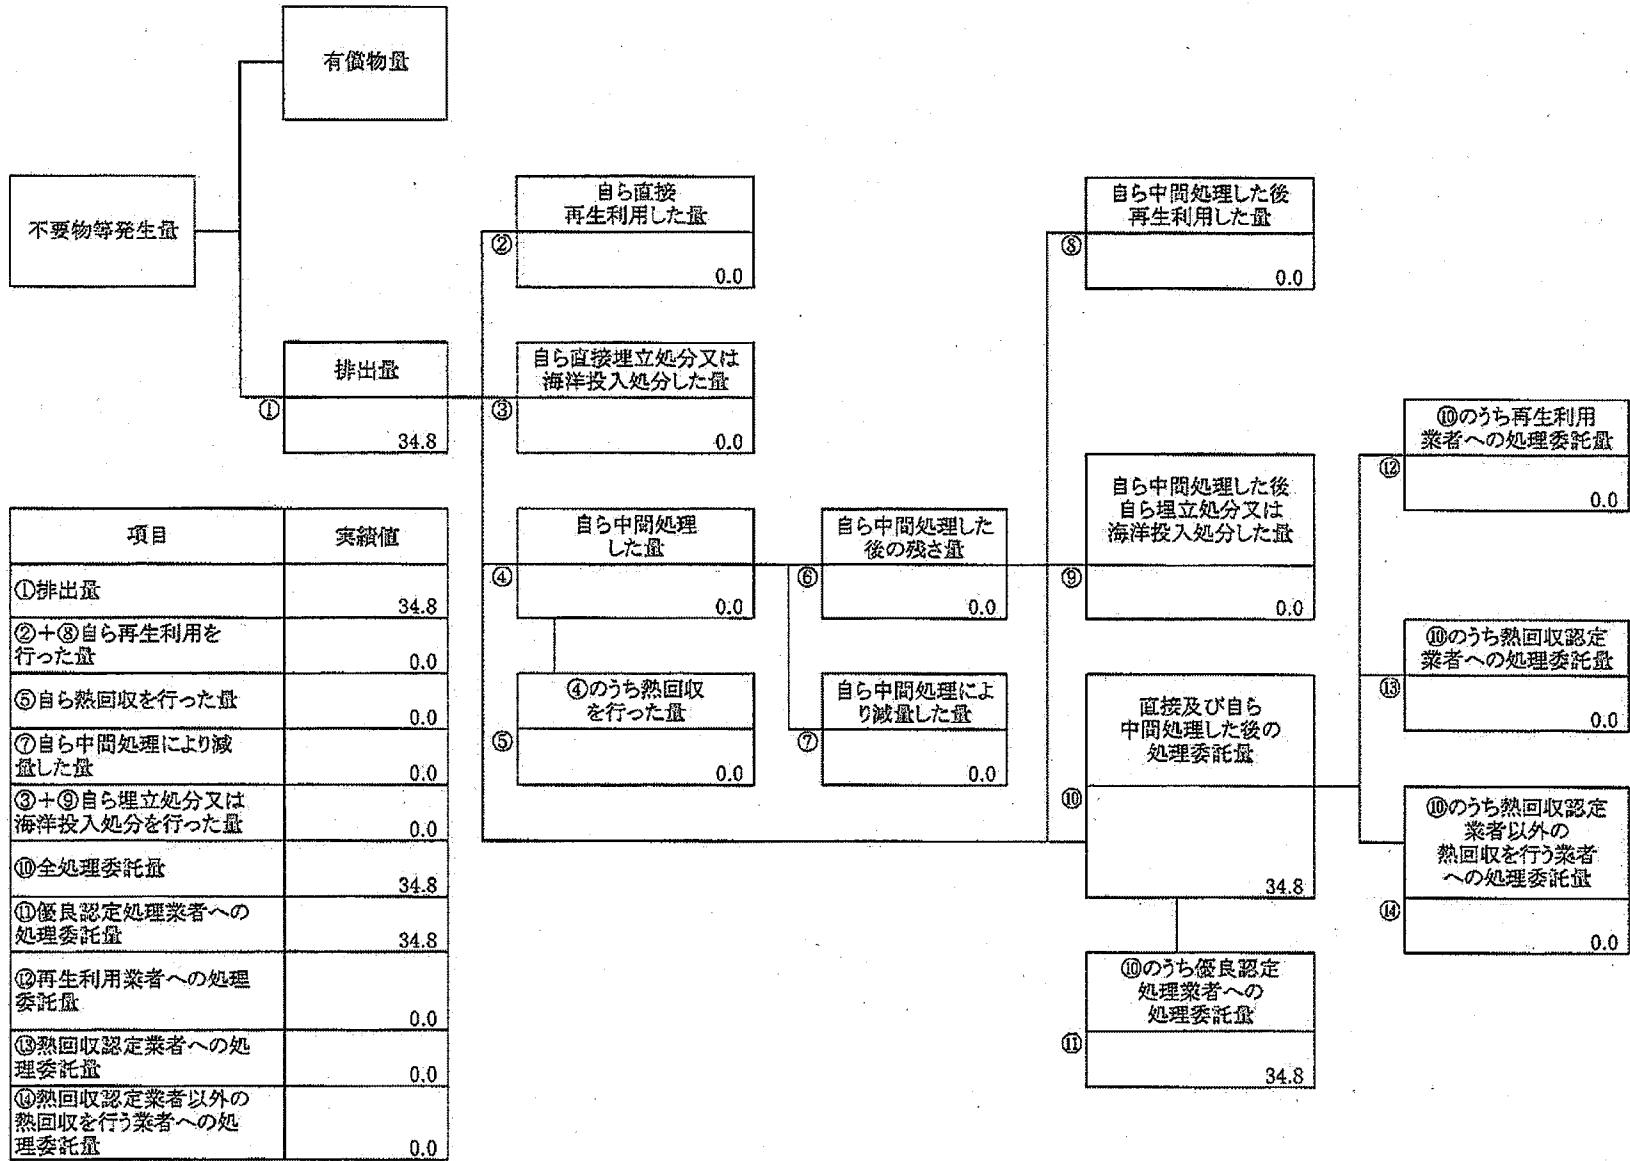 有償物量
不要物等発生量
排出量
①
34.8
自ら直接
再生利用した量
②
0.0
自ら直接埋立処分又は
海洋投入処分した量
③
0.0
自ら中間処理
した量
④
0.0
④のうち熱回収
を行った量
⑤
0.0
自ら中間処理した
後の残さ量
⑥
0.0
自ら中間処理によ
り減量した量
⑦
0.0
自ら中間処理した後
再生利用した量
⑧
0.0
自ら中間処理した後
自ら埋立処分又は
海洋投入処分した量
⑨
0.0
直接及び自ら
中間処理した後の
処理委託量
⑩
34.8
⑩のうち優良認定
処理業者への
処理委託量
⑪
34.8
⑩のうち再生利用
業者への処理委託量
⑫
0.0
⑩のうち熱回収認定
業者への処理委託量
⑬
0.0
⑩のうち熱回収認定
業者以外の
熱回収を行う業者
への処理委託量
⑭
0.0
項目 実績値
①排出量
34.8
②+⑧自ら再生利用を
行った量
0.0
⑤自ら熱回収を行った量
0.0
⑦自ら中間処理により減
量した量
0.0
③+⑨自ら埋立処分又は
海洋投入処分を行った量
0.0
⑩全処理委託量
34.8
⑪優良認定処理業者への
処理委託量
34.8
⑫再生利用業者への処理
委託量
0.0
⑬熱回収認定業者への処
理委託量
0.0
⑭熱回収認定業者以外の
熱回収を行う業者への処
理委託量
0.0